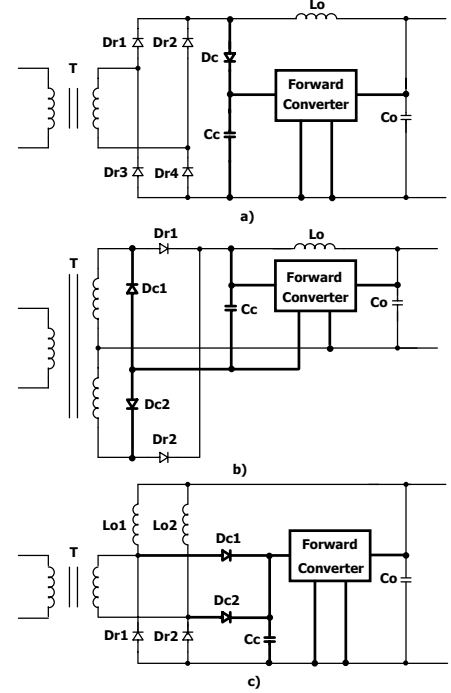 Lo
Dr1 Dr2
Dc
Forward
Converter
T
Cc
Co
Dr3 Dr4
a)
Dr1
Lo
T
Dc1
Forward
Converter
Cc
Co
Dc2
Dr2
b)
Lo1 Lo2
Dc1
Forward
Converter
T
Dc2
Co
Dr1 Dr2
Cc
c)